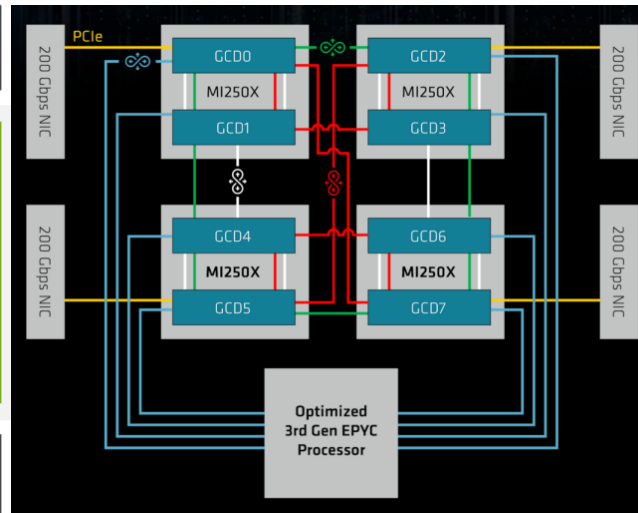 PCIe
200 Gbps NIC
GCD0
MI250X
GCD1
GCD2
MI250X
GCD3
200 Gbps NIC
200 Gbps NIC
GCD4
MI250X
GCD5
GCD6
MI250X
GCD7
200 Gbps NIC
Optimized
3rd Gen EPYC
Processor